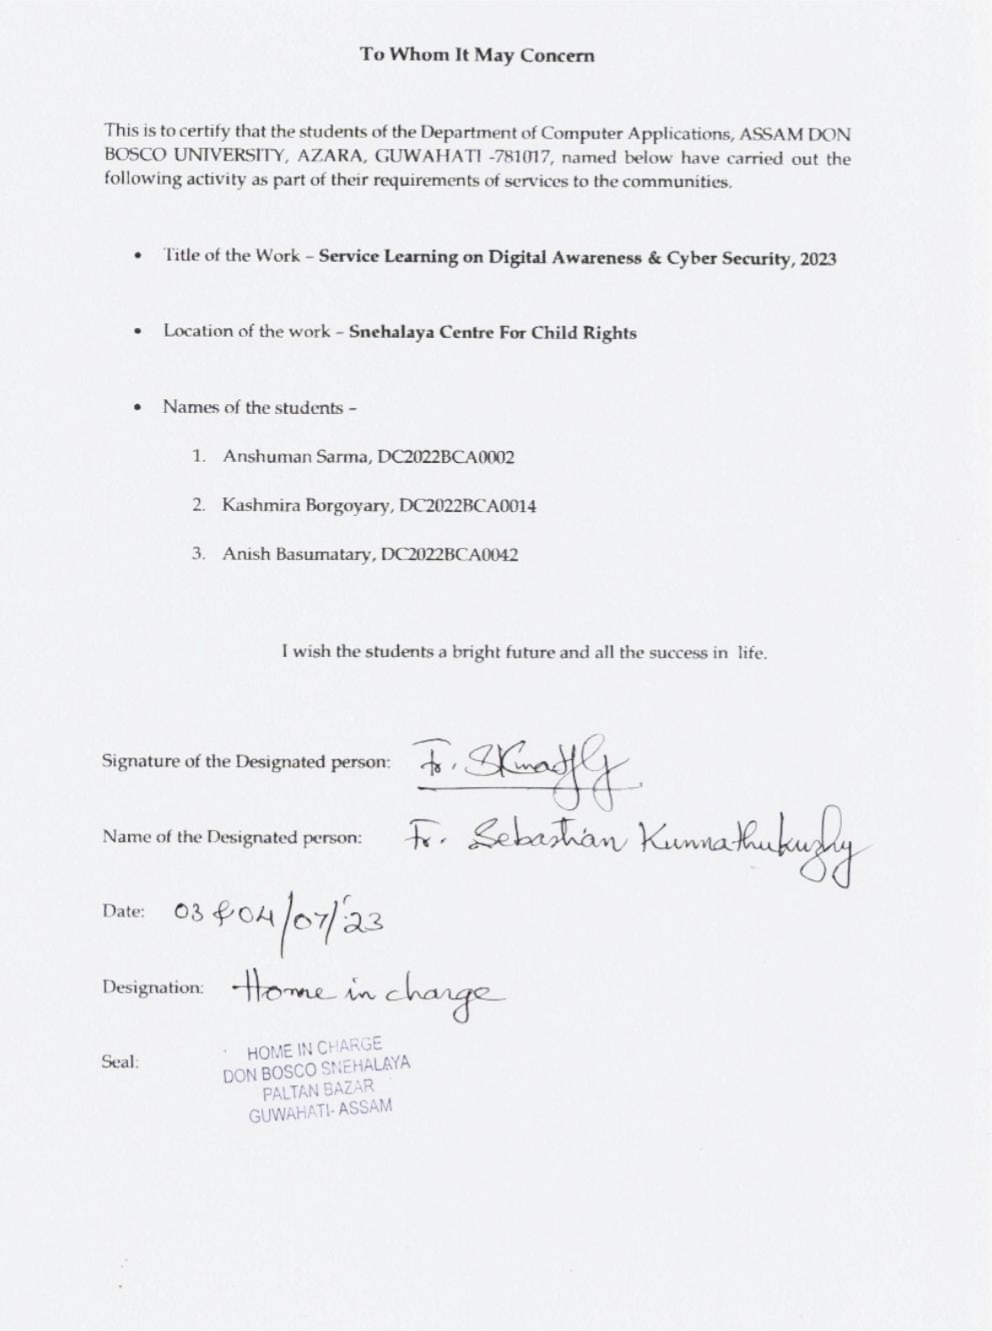 To Whom It May Concern
This is to certify that the students of the Department of Computer Applications, ASSAM DON
BOSCO UNIVERSITY, AZARA, GUWAHATI -781017, named below have carried out the
following activity as part of their requirements of services to the communities.
• Title of the Work – Service Learning on Digital Awareness & Cyber Security, 2023
• Location of the work – Snehalaya Centre For Child Rights
• Names of the students –
1. Anshuman Sarma, DC2022BCA0002
2. Kashmira Borgoyary, DC2022BCA0014
3. Anish Basumatary, DC2022BCA0042
I wish the students a bright future and all the success in life.
Signature of the Designated person: Fr.
Name of the Designated person: Fr. Sebastian Kunnathukuzhy
Date: 03 & 04/07/23
Designation: Home in charge
Seal:
HOME IN CHARGE
DON BOSCO SNEHALAYA
PALTAN BAZAR
GUWAHATI- ASSAM